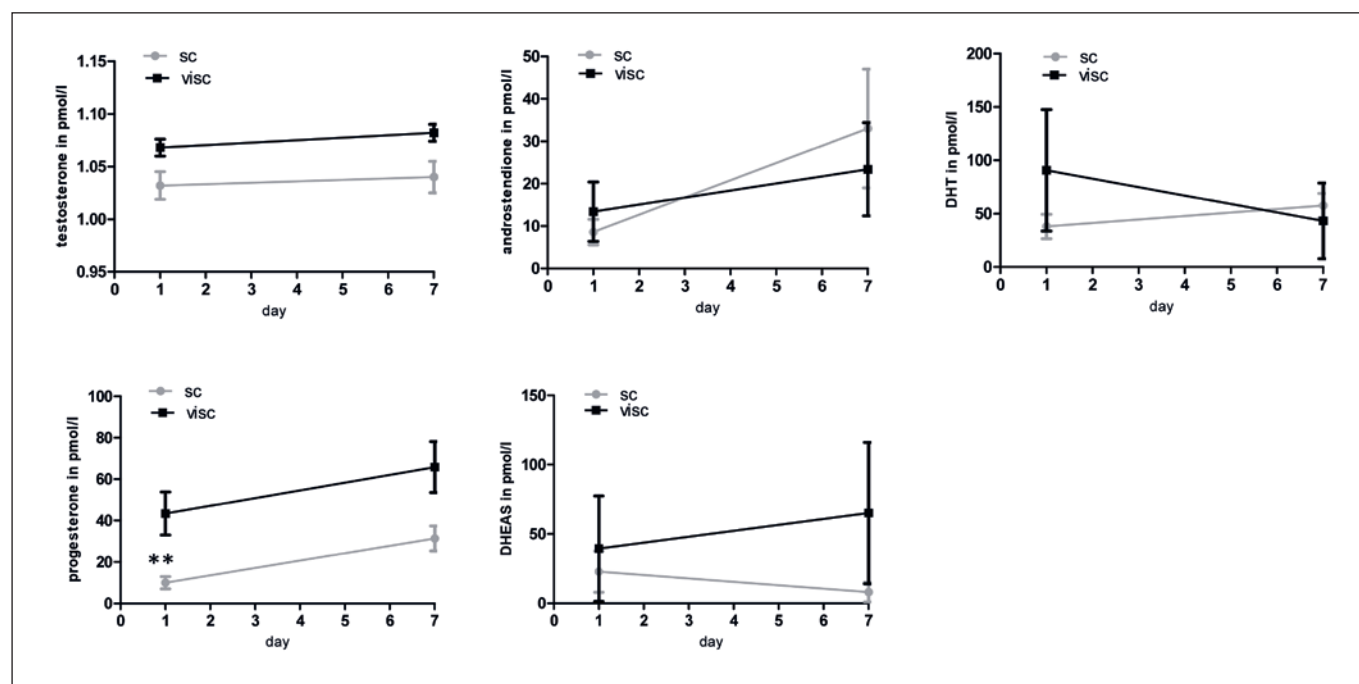 testosterone in pmol/l
1.15
1.10
1.05
1.00
0.95
sc
visc
0 1 2 3 4 5 6 7
day
androstendione in pmol/l
50
40
30
20
10
0
sc
visc
0 1 2 3 4 5 6 7
day
DHT in pmol/l
200
150
100
50
0
sc
visc
0 1 2 3 4 5 6 7
day
progesterone in pmol/l
100
80
60
40
20
0
sc
visc
**
0 1 2 3 4 5 6 7
day
DHEAS in pmol/l
150
100
50
0
sc
visc
0 1 2 3 4 5 6 7
day